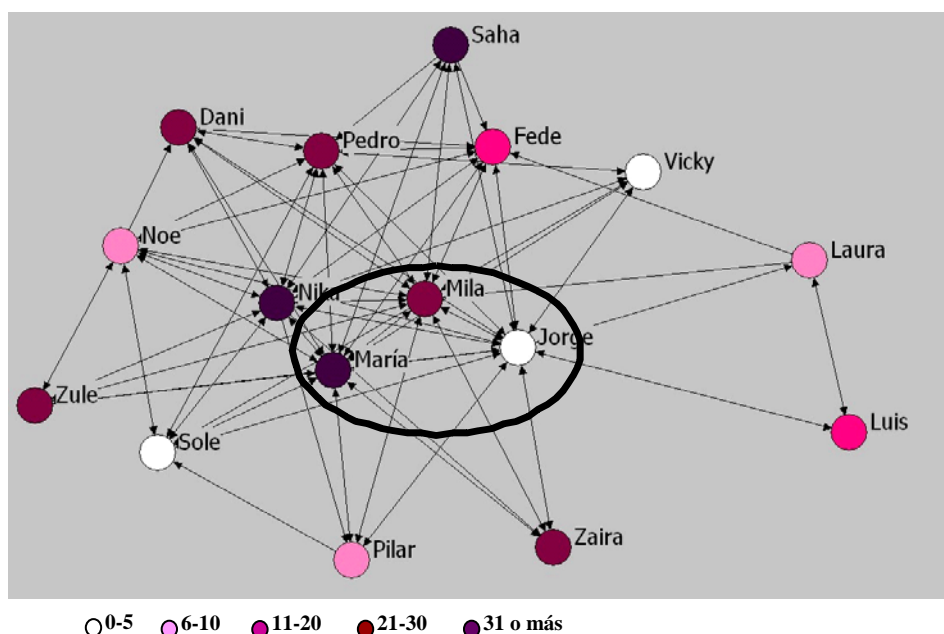 Saha
Dani
Pedro
Fede
Vicky
Noe
Laura
Nika
Mila
Jorge
María
Zule
Luis
Sole
Pilar
Zaira
0-5 6-10 11-20 21-30 31 o más